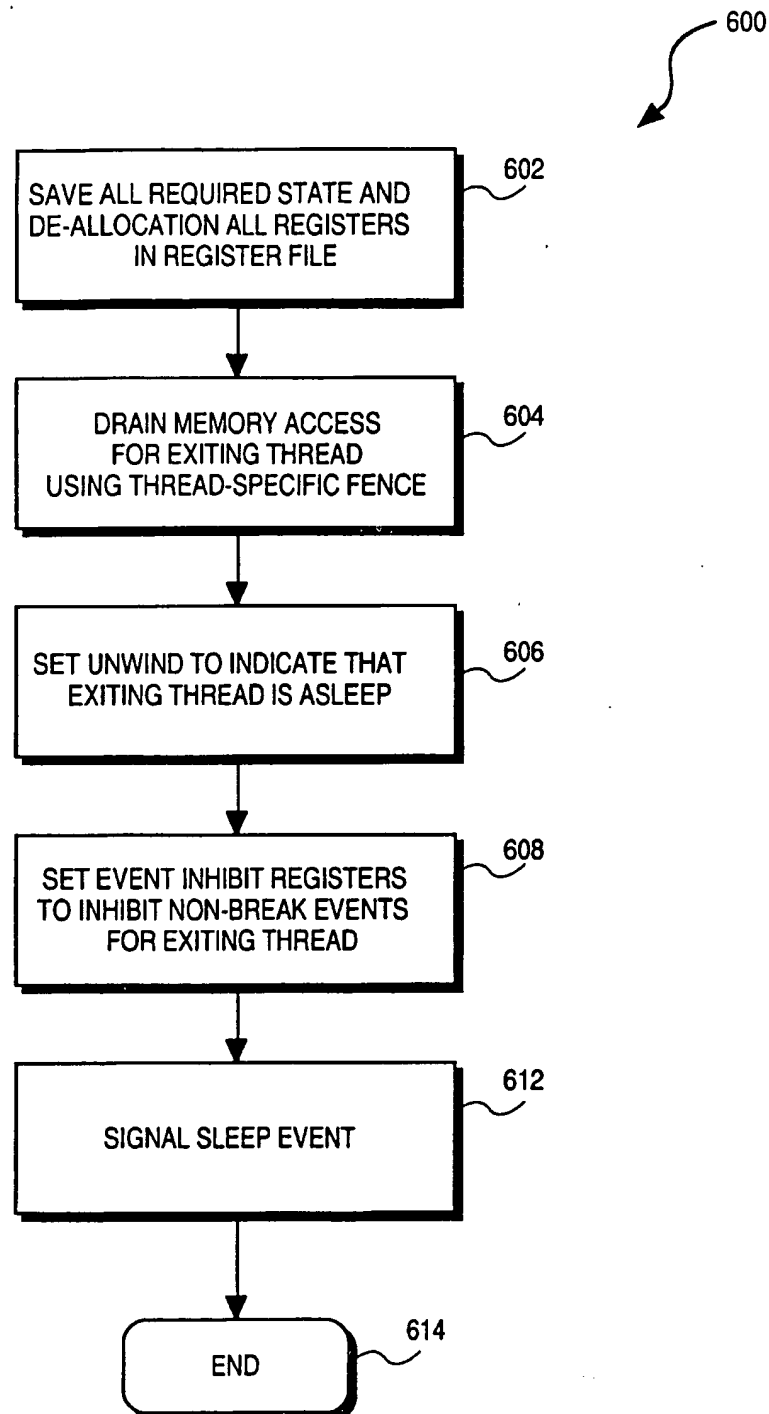 600
SAVE ALL REQUIRED STATE AND
DE-ALLOCATION ALL REGISTERS
IN REGISTER FILE
602
DRAIN MEMORY ACCESS
FOR EXITING THREAD
USING THREAD-SPECIFIC FENCE
604
SET UNWIND TO INDICATE THAT
EXITING THREAD IS ASLEEP
606
SET EVENT INHIBIT REGISTERS
TO INHIBIT NON-BREAK EVENTS
FOR EXITING THREAD
608
SIGNAL SLEEP EVENT
612
END
614